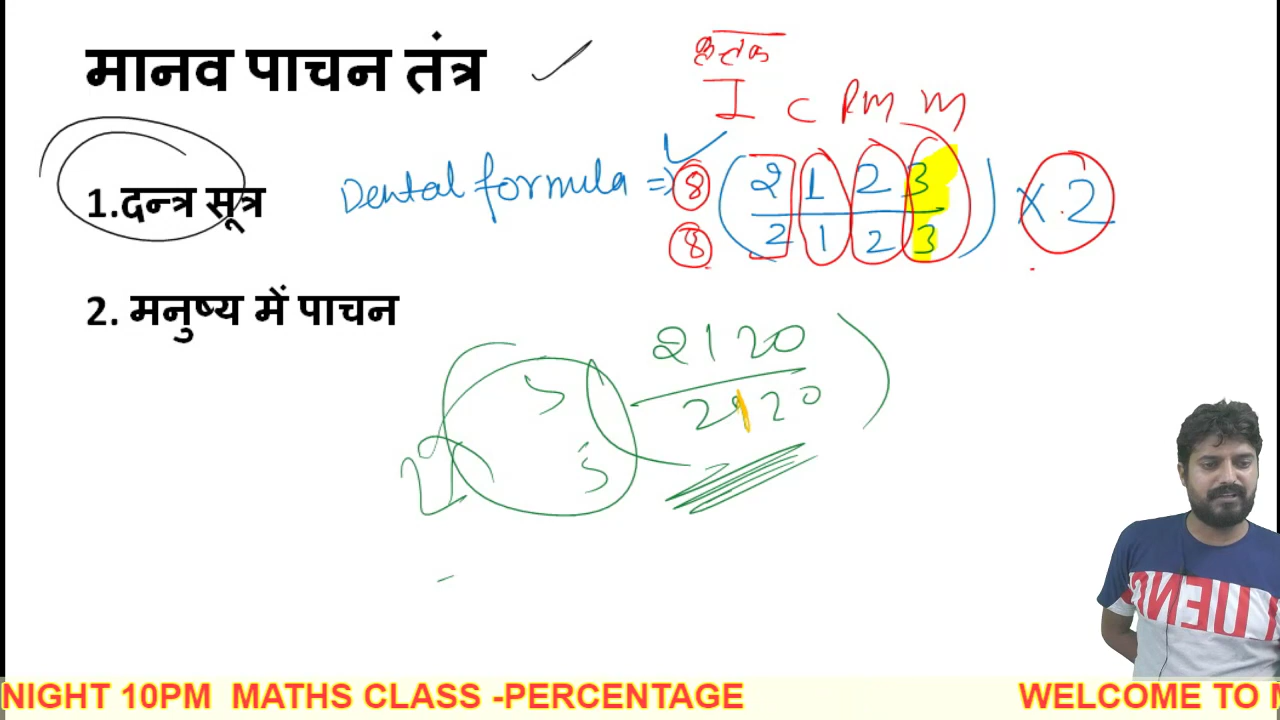 मानव पाचन तंत्र
कृतंक
I C PM M
1.दन्त्र सूत्र
Dental formula ⇒ 8 ( 2 1 2 3 ) × 2
8 2 1 2 3
2. मनुष्य में पाचन
2120
2120
UENC
NIGHT 10PM MATHS CLASS -PERCENTAGE WELCOME TO